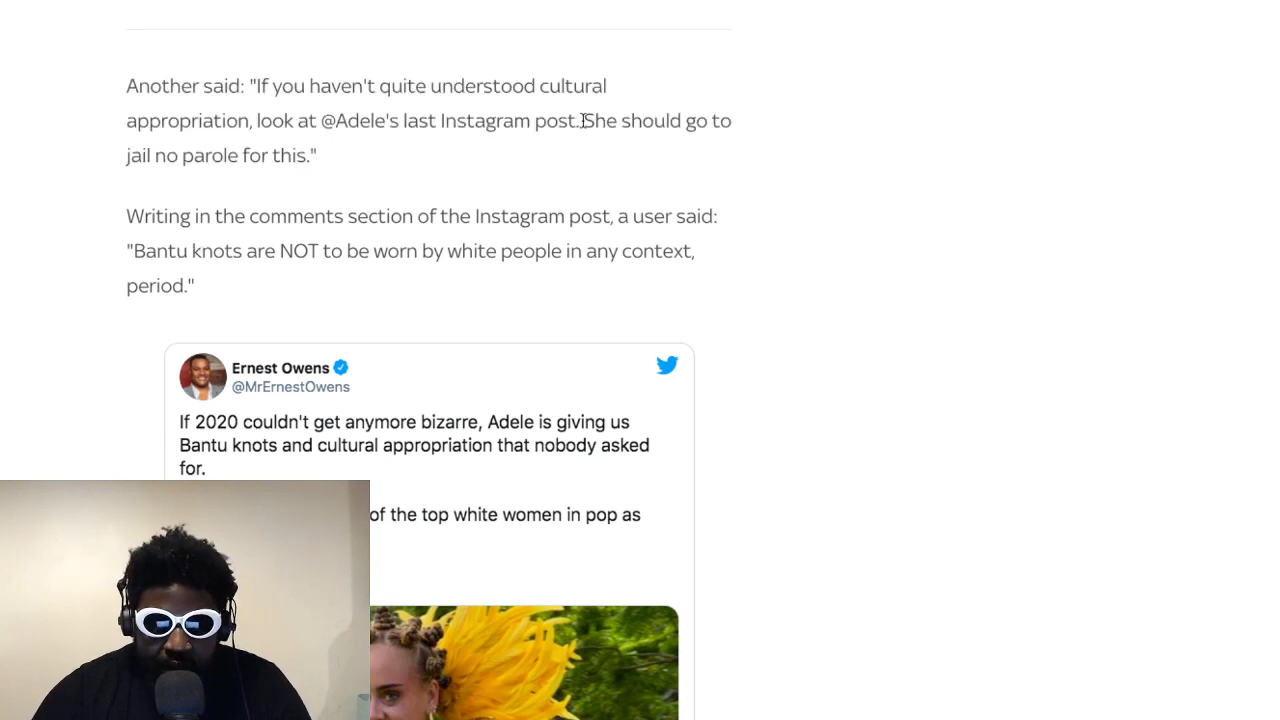 Another said: "If you haven't quite understood cultural
appropriation, look at @Adele's last Instagram post. She should go to
jail no parole for this."
Writing in the comments section of the Instagram post, a user said:
"Bantu knots are NOT to be worn by white people in any context,
period."
Ernest Owens
@MrErnestOwens
If 2020 couldn't get anymore bizarre, Adele is giving us
Bantu knots and cultural appropriation that nobody asked
for.
of the top white women in pop as